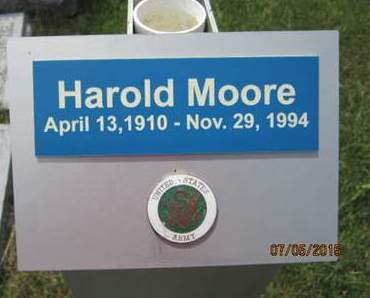 Harold Moore
April 13,1910 - Nov. 29, 1994
UNITED STATES
ARMY
07/05/2015